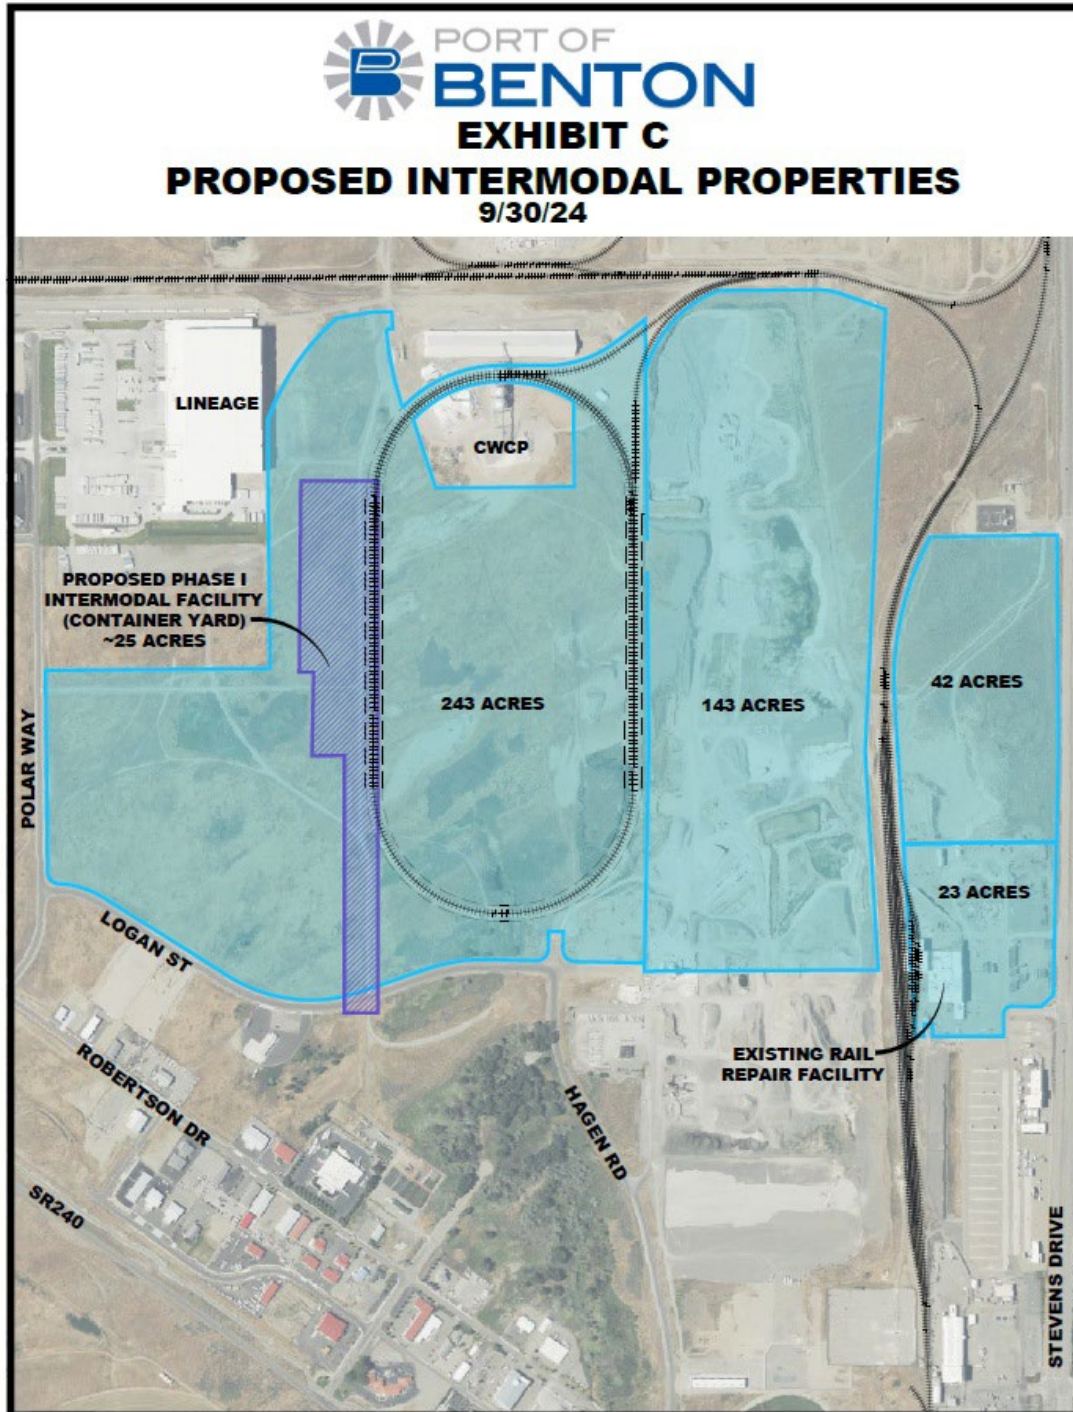 PORT OF
BENTON
EXHIBIT C
PROPOSED INTERMODAL PROPERTIES
9/30/24
LINEAGE
CWCP
PROPOSED PHASE I
INTERMODAL FACILITY
(CONTAINER YARD)
~25 ACRES
243 ACRES
143 ACRES
42 ACRES
POLAR WAY
23 ACRES
LOGAN ST
EXISTING RAIL
REPAIR FACILITY
ROBERTSON DR
HAGEN RD
SR240
STEVENS DRIVE